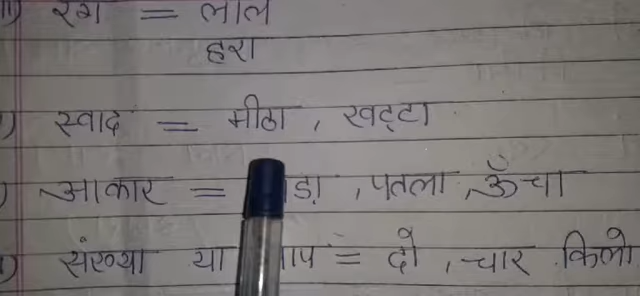 रंग = लाल
हरा
स्वाद = मीठा , खट्टा
आकार = , पतला , ऊँचा
संख्या या = दो , चार किलो